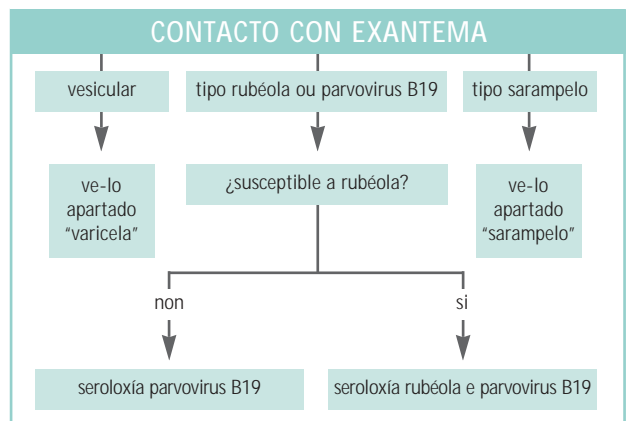 CONTACTO CON EXANTEMA
vesicular
tipo rubéola ou parvovirus B19
tipo sarampelo
ve-lo
apartado
“varicela”
¿susceptible a rubéola?
ve-lo
apartado
“sarampelo”
non
si
seroloxía parvovirus B19
seroloxía rubéola e parvovirus B19